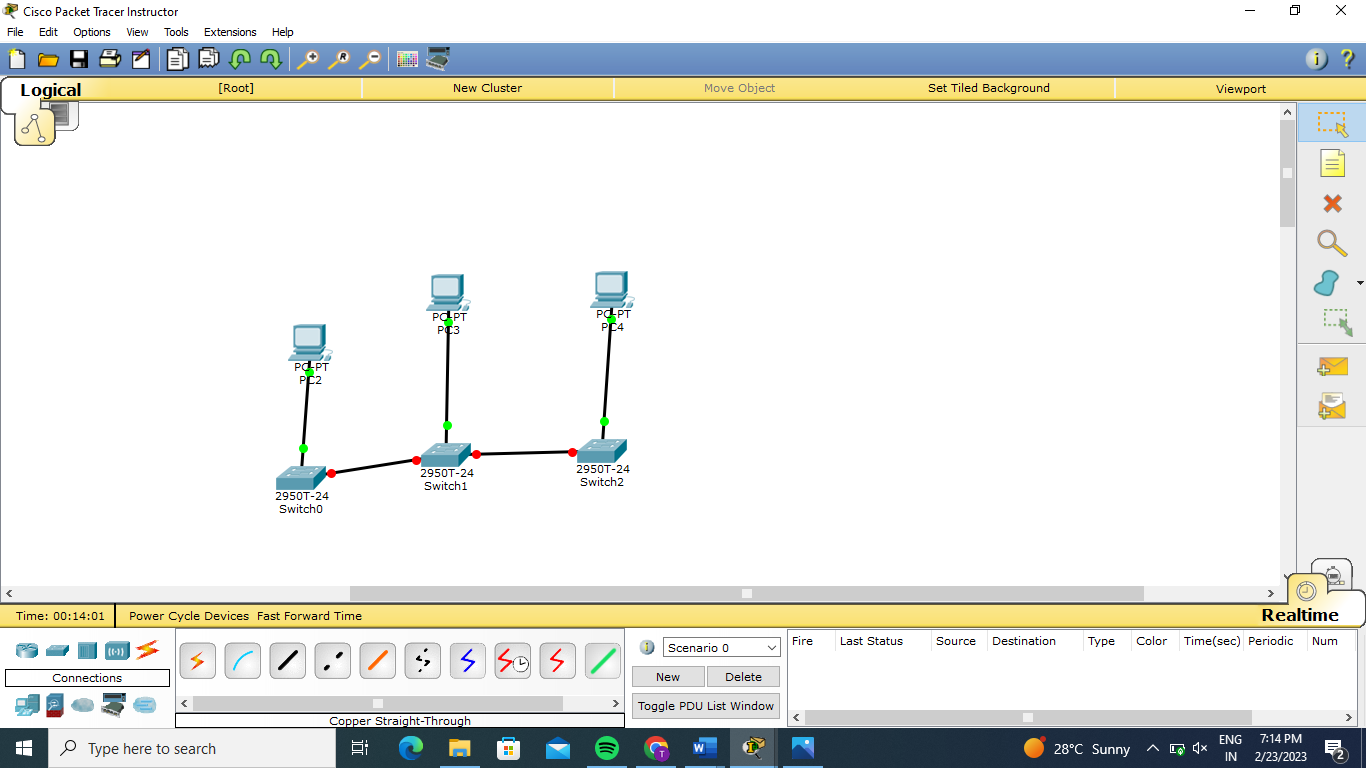 Cisco Packet Tracer Instructor
File Edit Options View Tools Extensions Help
Logical [Root] New Cluster Move Object Set Tiled Background Viewport
PC-PT
PC3
PC-PT
PC4
PC-PT
PC2
2950T-24
Switch1
2950T-24
Switch2
2950T-24
Switch0
Time: 00:14:01 Power Cycle Devices Fast Forward Time Realtime
Scenario 0 Fire Last Status Source Destination Type Color Time(sec) Periodic Num
Connections New Delete
Toggle PDU List Window
Copper Straight-Through
Type here to search
28°C Sunny
ENG
IN
7:14 PM
2/23/2023
2